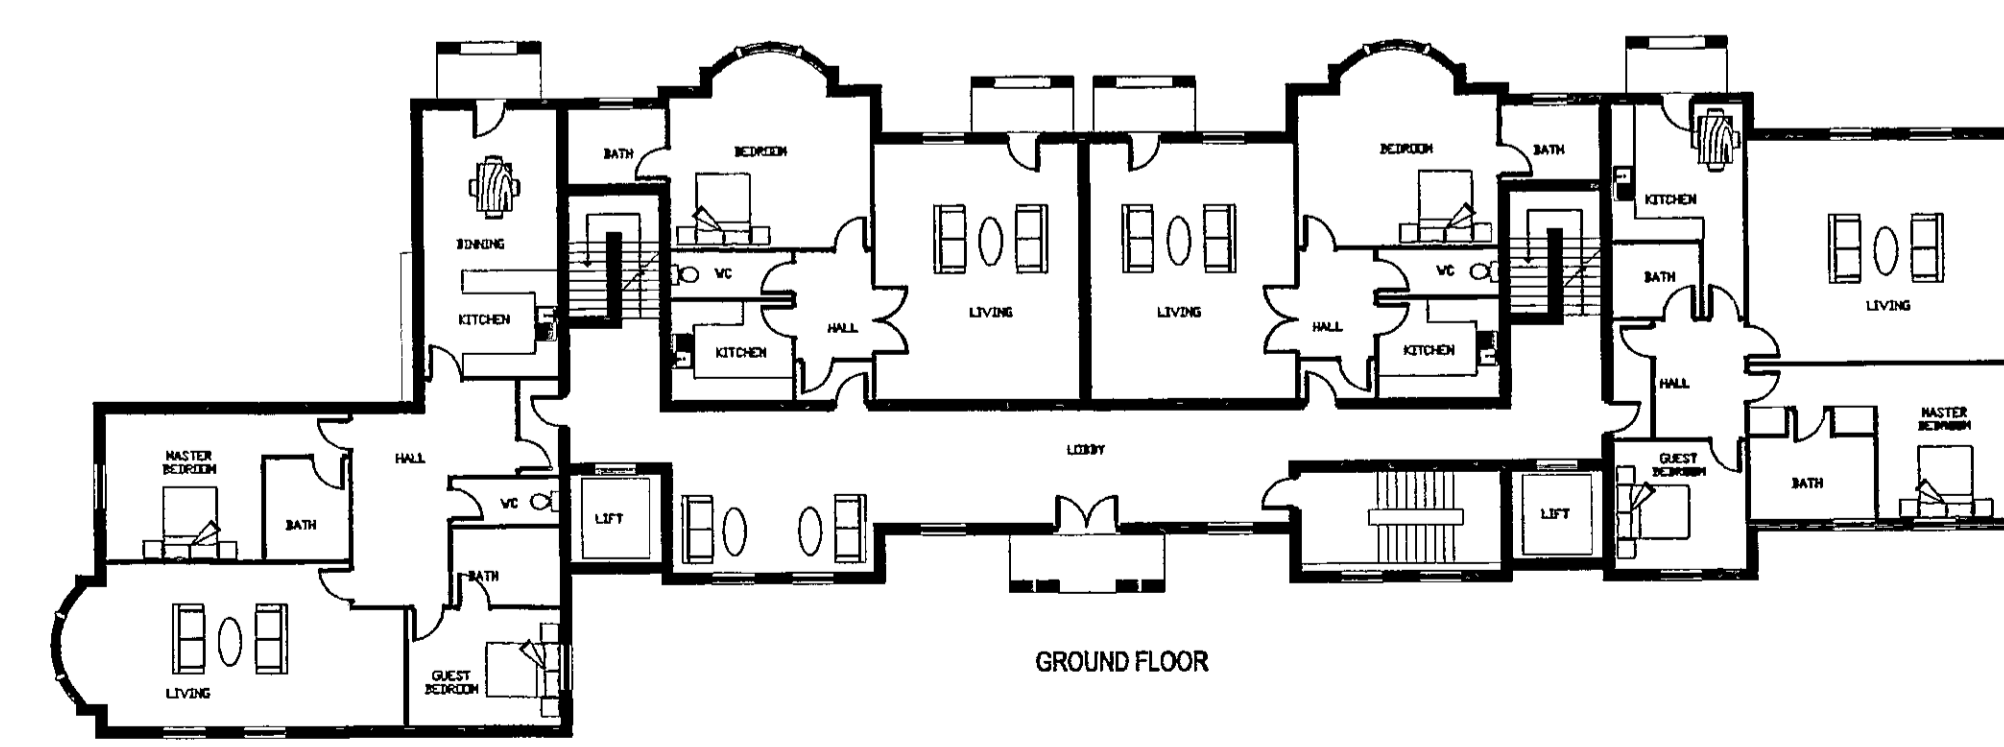 BATH
BEDROOM
BEDROOM
BATH
KITCHEN
DINNING
WC
WC
BATH
LIVING
LIVING
LIVING
KITCHEN
HALL
HALL
KITCHEN
KITCHEN
HALL
MASTER
BEDROOM
LOBBY
MASTER
BEDROOM
HALL
GUEST
BEDROOM
BATH
WC
LIFT
LIFT
BATH
BATH
GUEST
BEDROOM
LIVING
GROUND FLOOR